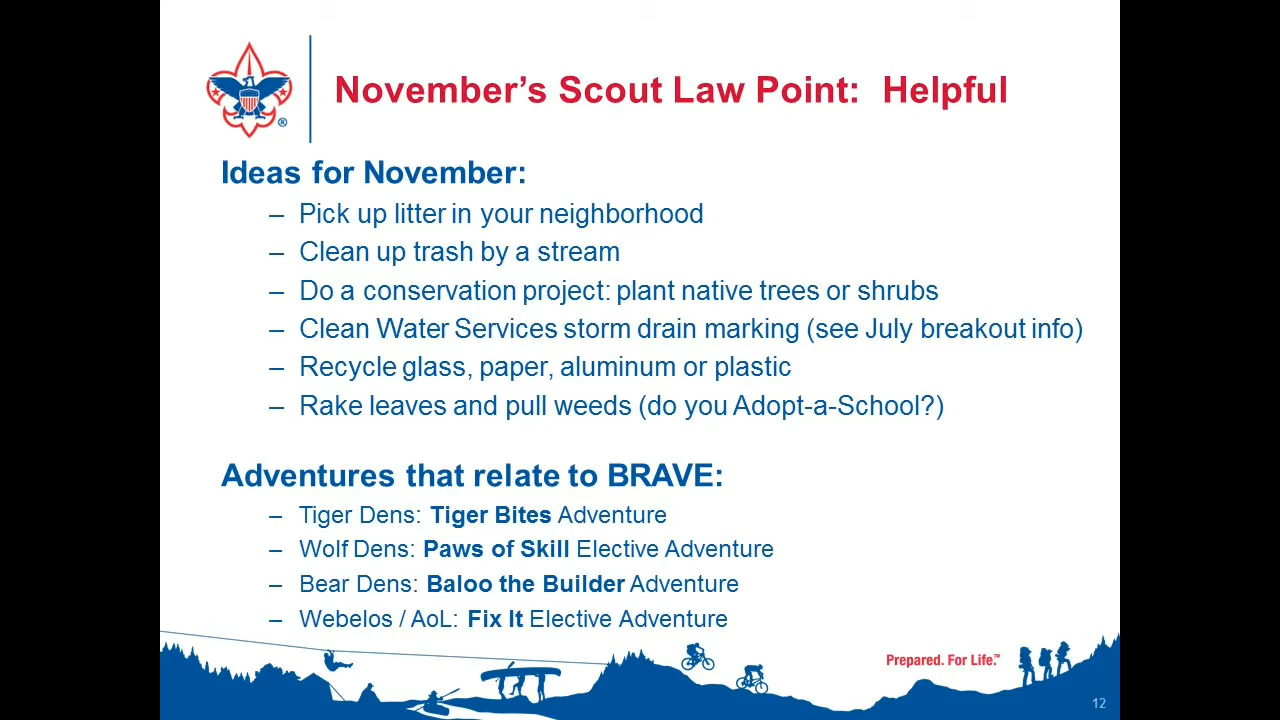 November’s Scout Law Point:  Helpful
®
Ideas for November:
– Pick up litter in your neighborhood
– Clean up trash by a stream
– Do a conservation project: plant native trees or shrubs
– Clean Water Services storm drain marking (see July breakout info)
– Recycle glass, paper, aluminum or plastic
– Rake leaves and pull weeds (do you Adopt-a-School?)
Adventures that relate to BRAVE:
– Tiger Dens: Tiger Bites Adventure
– Wolf Dens: Paws of Skill Elective Adventure
– Bear Dens: Baloo the Builder Adventure
– Webelos / AoL: Fix It Elective Adventure
Prepared. For Life.™
12